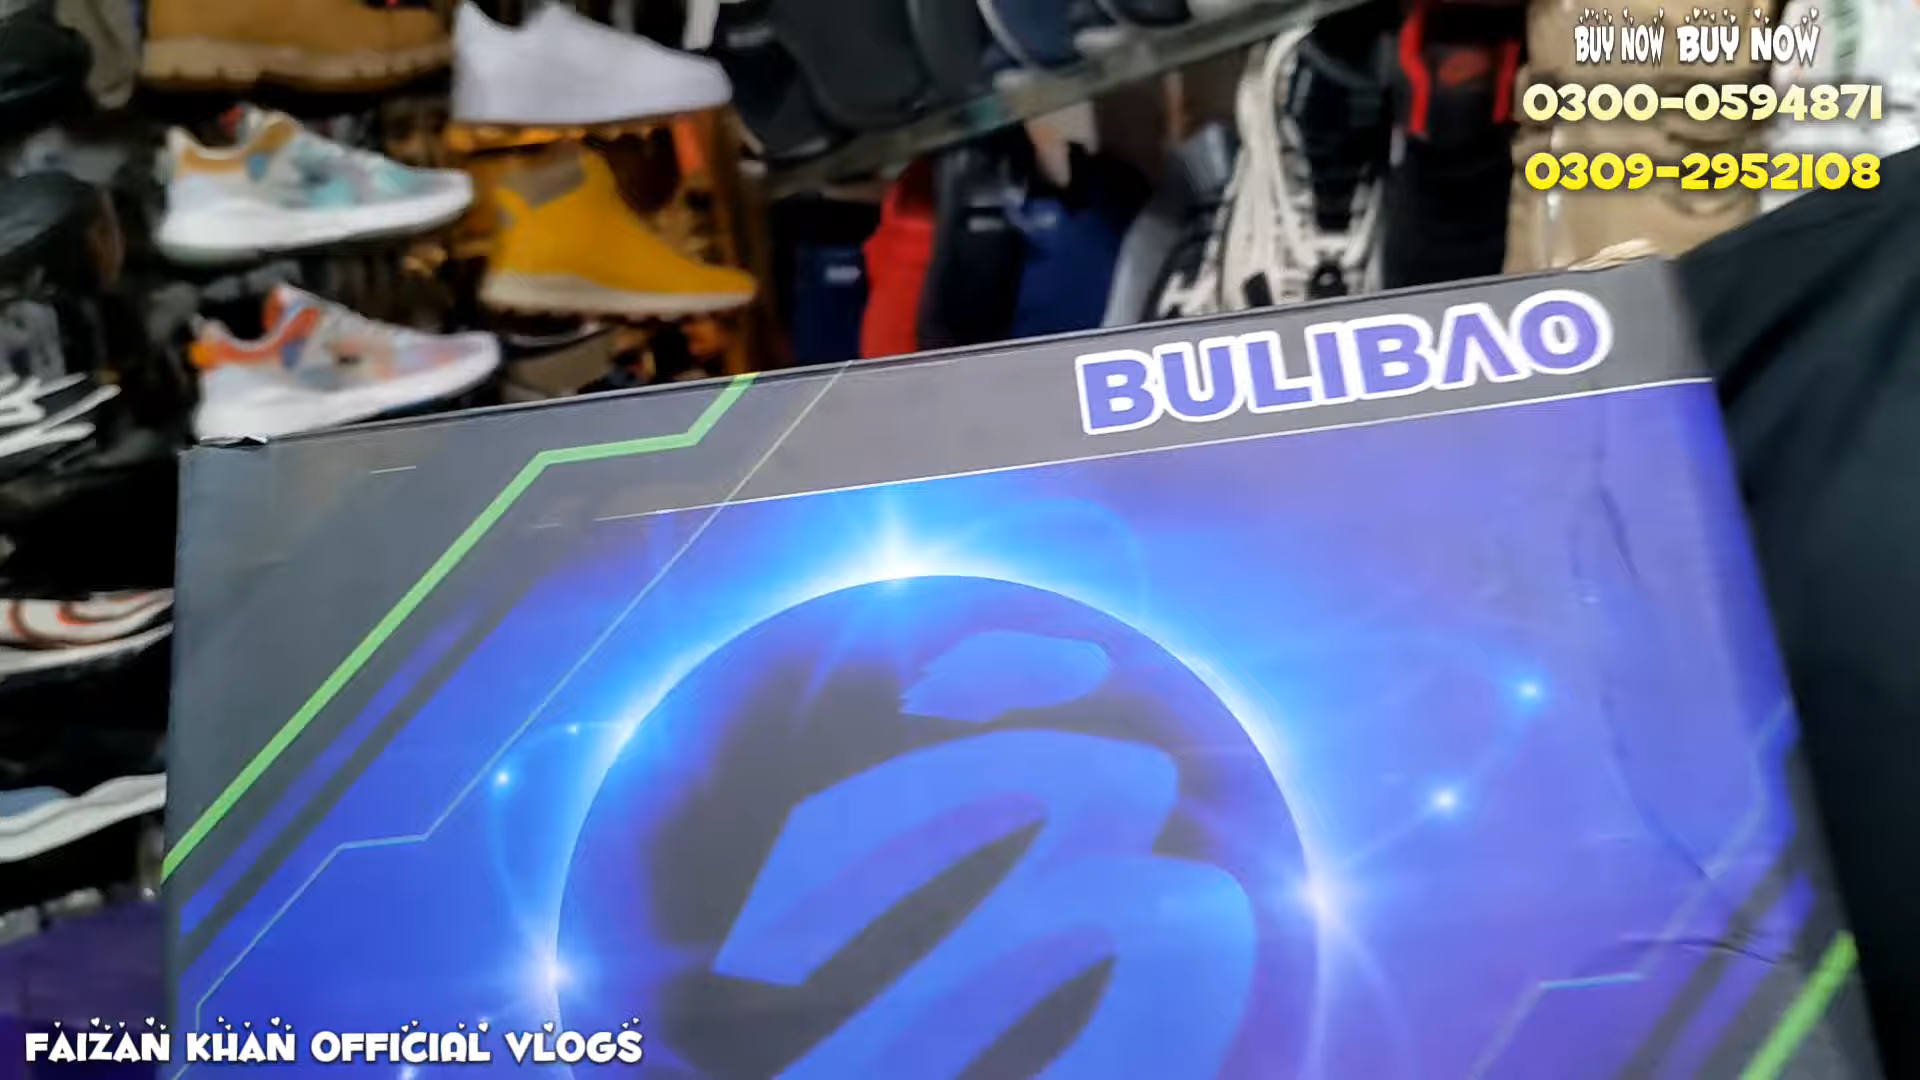 BUY NOW BUY NOW
0300-0594871
0309-2952108
BULIBAO
FAIZAN KHAN OFFICIAL VLOGS